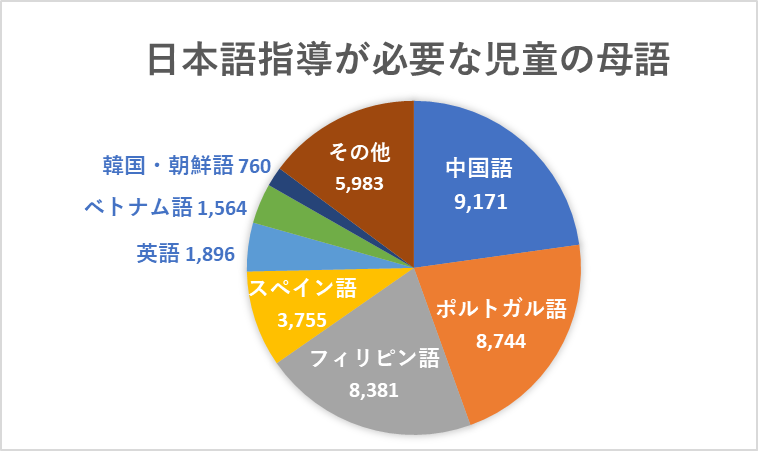 日本語指導が必要な児童の母語
中国語
9,171
ポルトガル語
8,744
フィリピン語
8,381
スペイン語
3,755
英語 1,896
ベトナム語 1,564
韓国・朝鮮語 760
その他
5,983